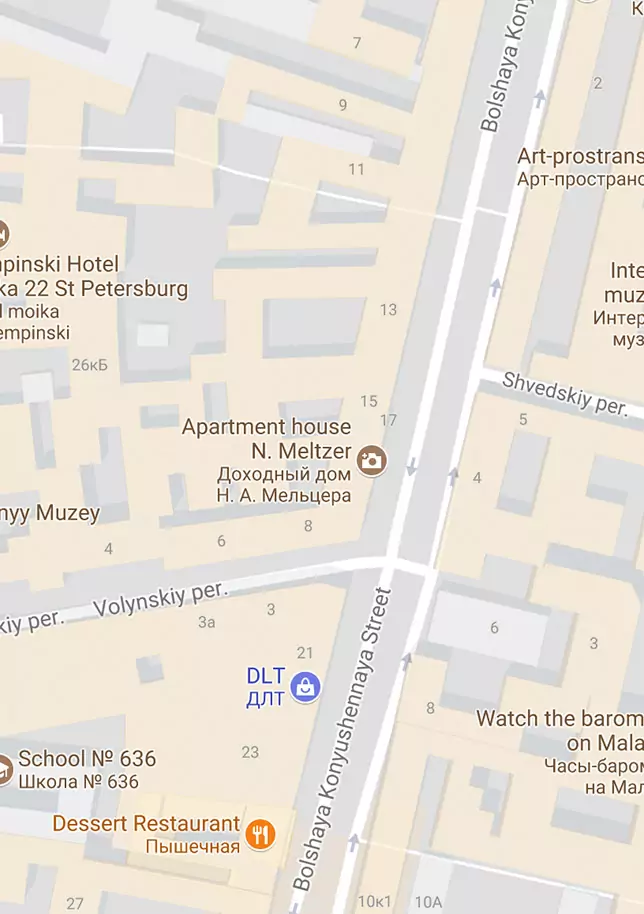 К
7
Bolshaya Kony
2
9
Art-prostrans
Арт-пространс
11
mpinski Hotel
ka 22 St Petersburg
l moika
empinski
Inte
muz
Интер
муз
13
26кБ
Shvedskiy per.
15
17
5
Apartment house
N. Meltzer
Доходный дом
Н. А. Мельцера
4
nyy Muzey
8
6
4
Volynskiy per.
kiy per.
3
3а
Bolshaya Konyushennaya Street
6
3
21
DLT
ДЛТ
8
Watch the barom
on Mala
Часы-баром
на Мал
23
School № 636
Школа № 636
Dessert Restaurant
Пышечная
27
10к1
10А